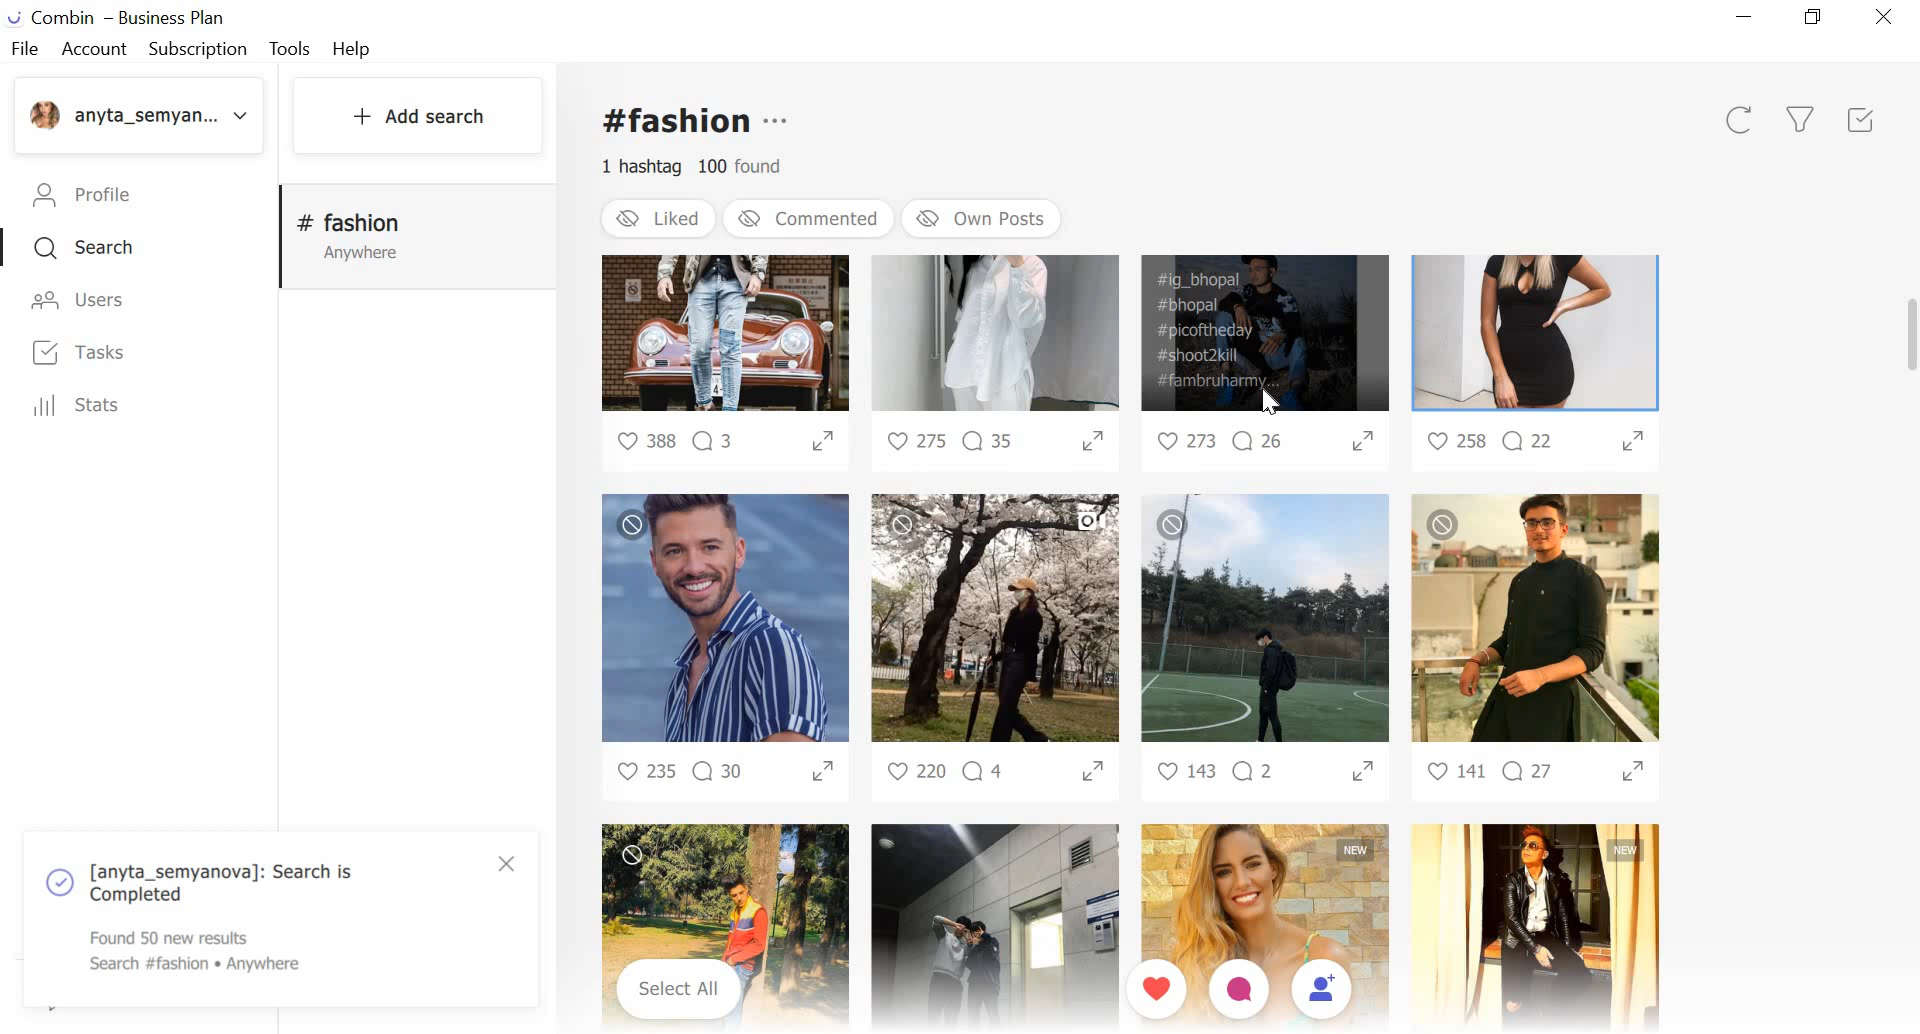 Combin – Business Plan
File Account Subscription Tools Help
anyta_semyan...
Profile
Search
Users
Tasks
Stats
+ Add search
# fashion
Anywhere
#fashion ...
1 hashtag 100 found
Liked Commented Own Posts
#ig_bhopal
#bhopal
#picoftheday
#shoot2kill
#fambruharmy...
388 3
275 35
273 26
258 22
235 30
220 4
143 2
141 27
NEW
NEW
Select All
[anyta_semyanova]: Search is
Completed
Found 50 new results
Search #fashion • Anywhere